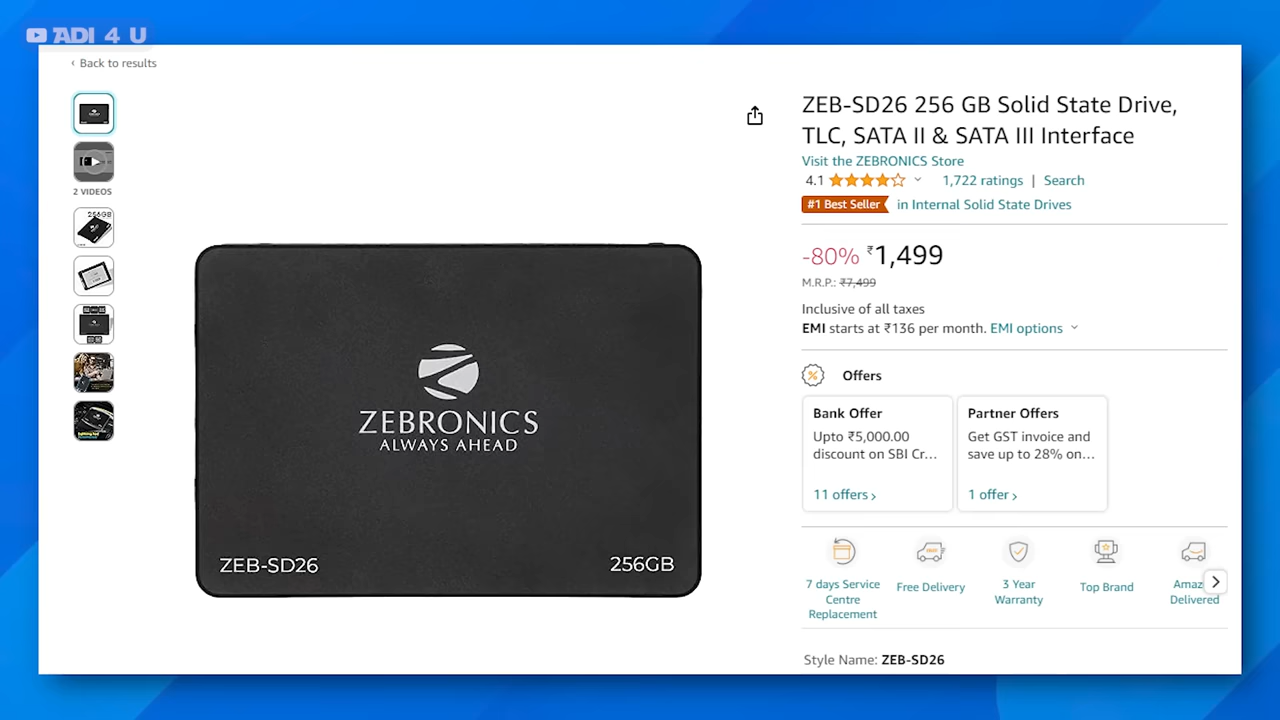 ADI 4 U
‹ Back to results
2 VIDEOS
256GB
ZEBRONICS
ALWAYS AHEAD
ZEB-SD26
256GB
ZEB-SD26 256 GB Solid State Drive,
TLC, SATA II & SATA III Interface
Visit the ZEBRONICS Store
4.1 1,722 ratings | Search
#1 Best Seller in Internal Solid State Drives
-80% ₹1,499
M.R.P.: ₹7,499
Inclusive of all taxes
EMI starts at ₹136 per month. EMI options
Offers
Bank Offer
Upto ₹5,000.00
discount on SBI Cr...
11 offers ›
Partner Offers
Get GST invoice and
save up to 28% on...
1 offer ›
7 days Service
Centre
Replacement
Free Delivery
3 Year
Warranty
Top Brand
Amaz
Delivered
Style Name: ZEB-SD26